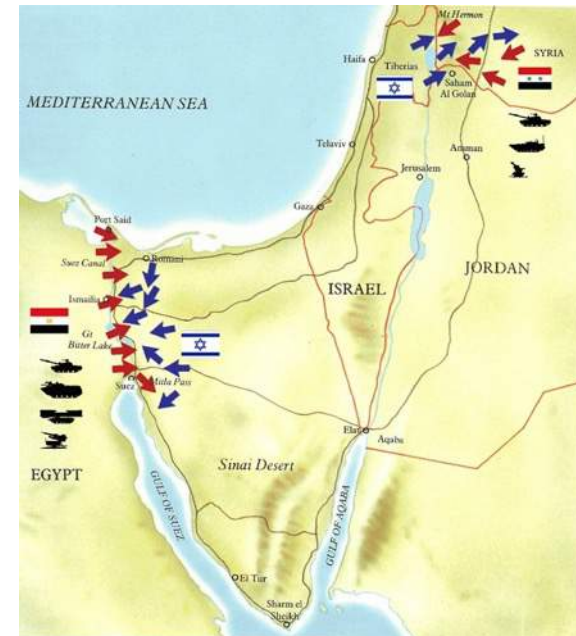 Mt Hermon
Haifa
Tiberias
SYRIA
Saham
Al Golan
MEDITERRANEAN SEA
Telaviv
Amman
Jerusalem
Gaza
Port Said
Suez Canal
Romani
ISRAEL
JORDAN
Ismailia
Gt
Bitter Lake
Suez
Mitla Pass
Elat
Aqaba
EGYPT
Sinai Desert
GULF OF SUEZ
GULF OF AQABA
El Tur
Sharm el
Sheikh